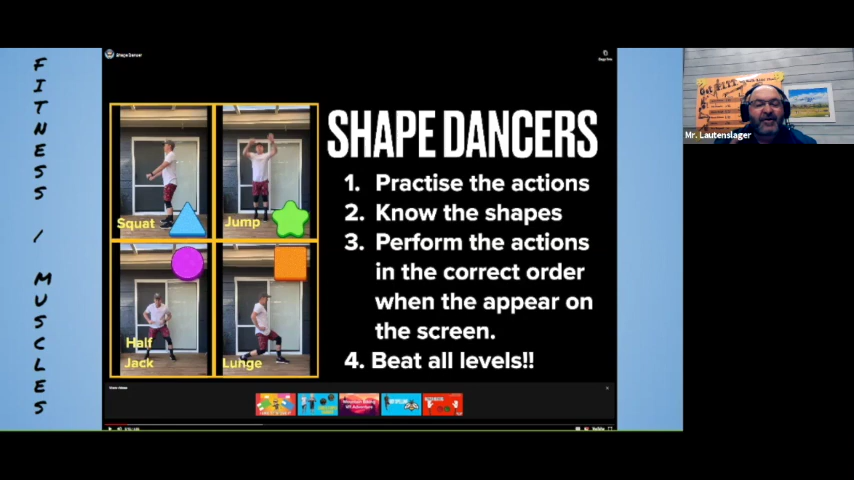 FITNESS / MUSCLES
Shape Dancer
SHAPE DANCERS
1. Practise the actions
2. Know the shapes
3. Perform the actions
in the correct order
when the appear on
the screen.
4. Beat all levels!!
Squat
Jump
Half
Jack
Lunge
Mr. Lautenslager
YouTube